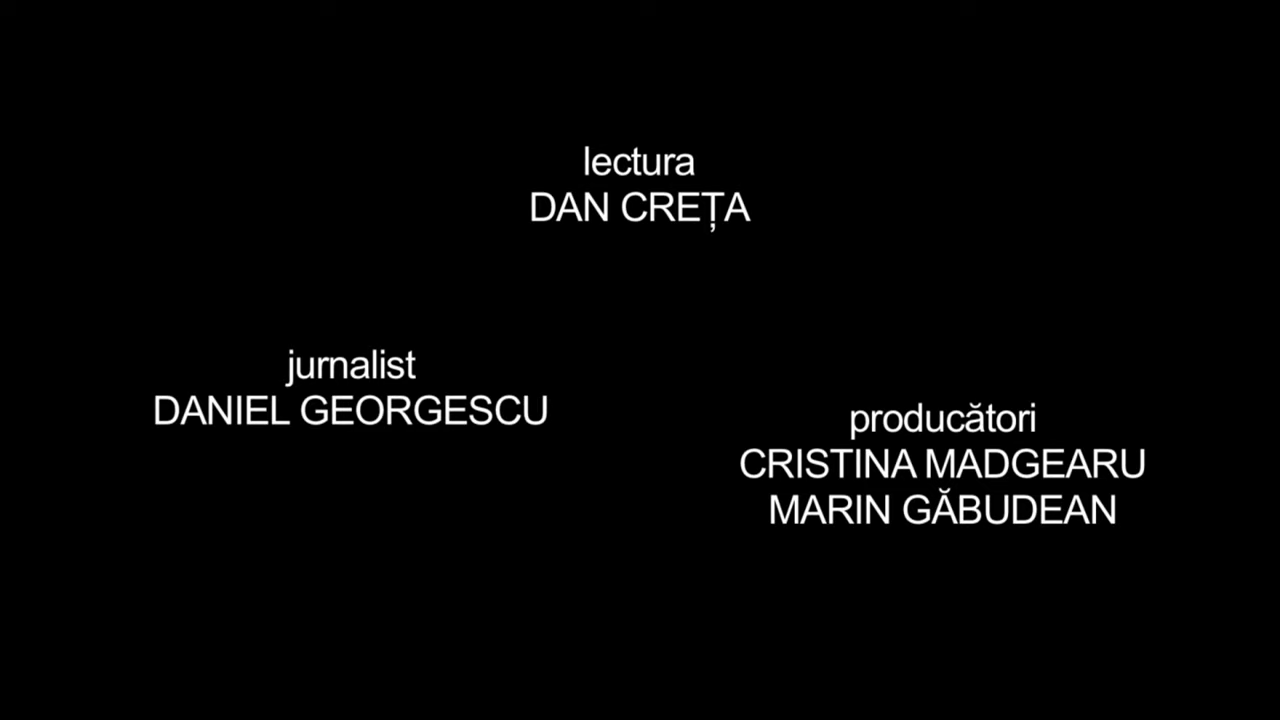 lectura
DAN CREȚA
jurnalist
DANIEL GEORGESCU
producători
CRISTINA MADGEARU
MARIN GĂBUDEAN